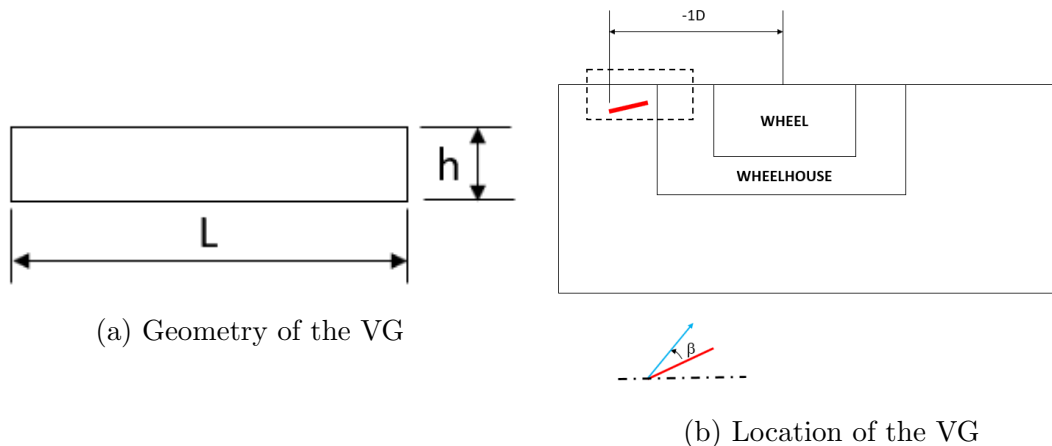 h
L
(a) Geometry of the VG
-1D
WHEEL
WHEELHOUSE
β
(b) Location of the VG